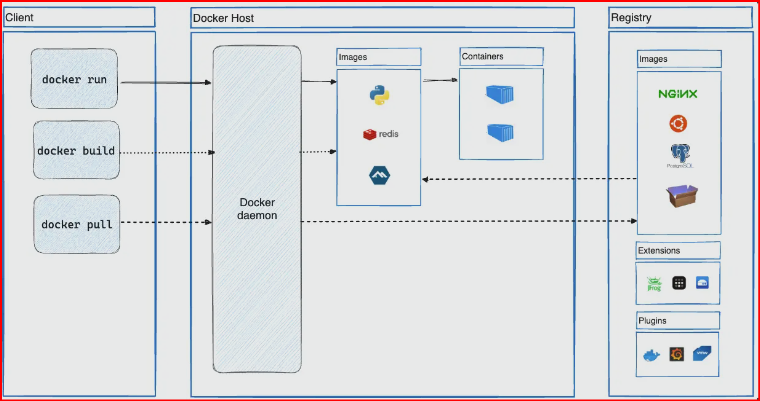 Client
Docker Host
Registry
docker run
docker build
docker pull
Docker
daemon
Images
redis
Containers
Images
NGINX
PostgreSQL
Extensions
JFrog
Plugins